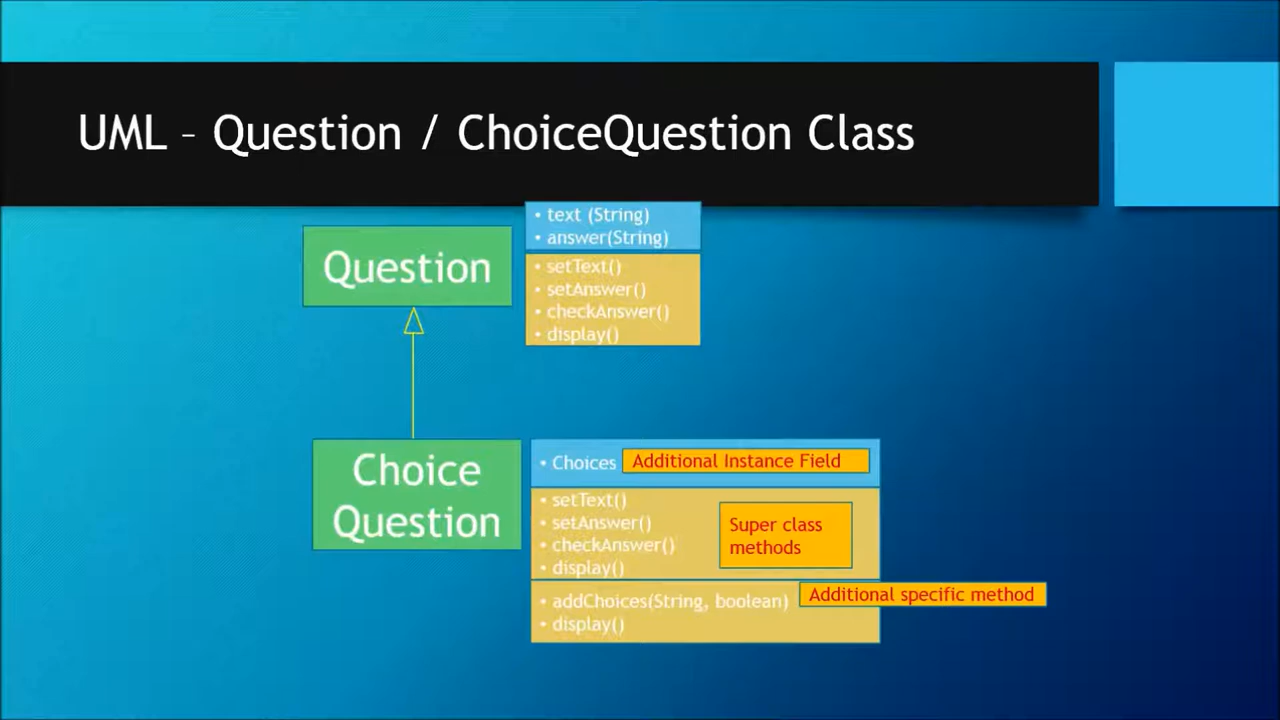 UML – Question / ChoiceQuestion Class
• text (String)
• answer(String)
Question
• setText()
• setAnswer()
• checkAnswer()
• display()
Choice
Question
• Choices
Additional Instance Field
• setText()
• setAnswer()
• checkAnswer()
• display()
Super class
methods
• addChoices(String, boolean)
Additional specific method
• display()